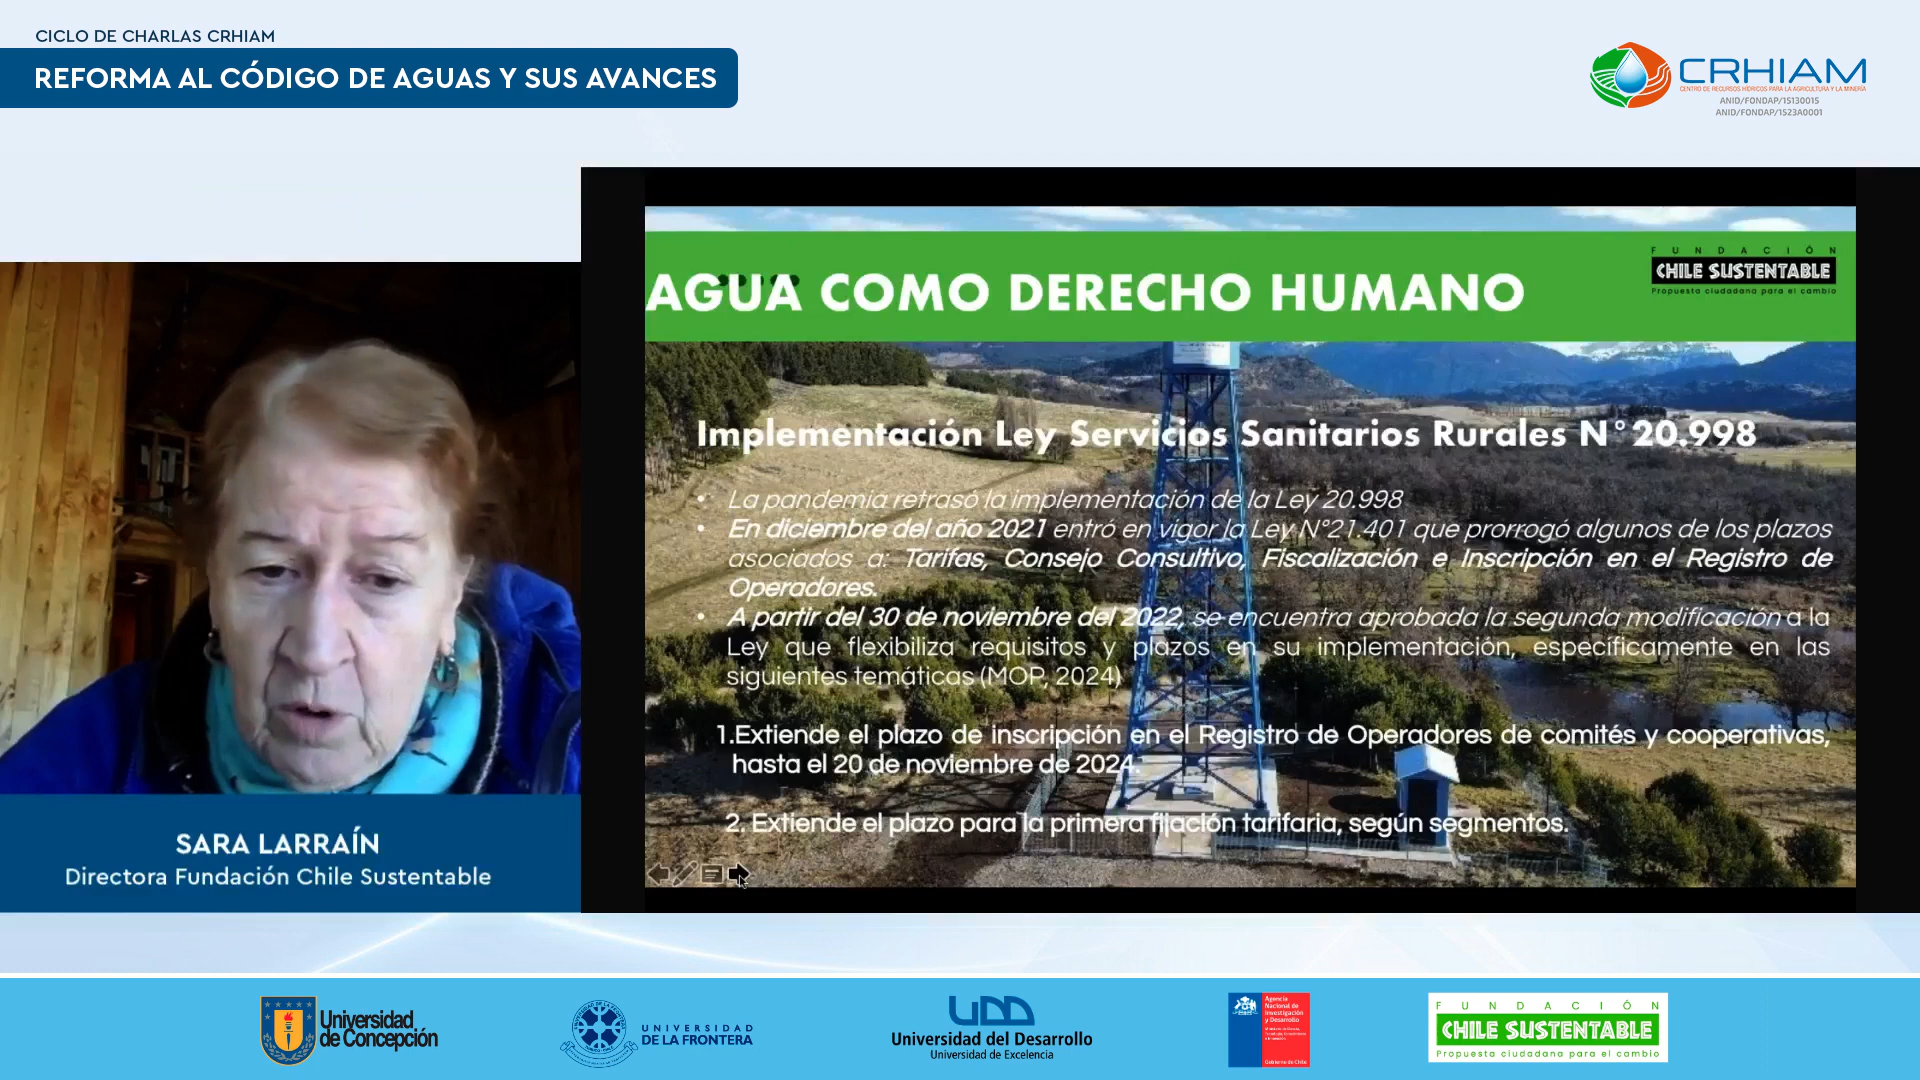 CICLO DE CHARLAS CRHIAM
REFORMA AL CÓDIGO DE AGUAS Y SUS AVANCES
CRHIAM
CENTRO DE RECURSOS HÍDRICOS PARA LA AGRICULTURA Y LA MINERÍA
ANID/FONDAP/15130015
ANID/FONDAP/1523A0001
FUNDACIÓN
CHILE SUSTENTABLE
Propuesta ciudadana para el cambio
AGUA COMO DERECHO HUMANO
Implementación Ley Servicios Sanitarios Rurales N°20.998
• La pandemia retrasó la implementación de la Ley 20.998
• En diciembre del año 2021 entró en vigor la Ley N°21.401 que prorrogó algunos de los plazos
asociados a: Tarifas, Consejo Consultivo, Fiscalización e Inscripción en el Registro de
Operadores.
• A partir del 30 de noviembre del 2022, se encuentra aprobada la segunda modificación a la
Ley que flexibiliza requisitos y plazos en su implementación, específicamente en las
siguientes temáticas (MOP, 2024)
1.Extiende el plazo de inscripción en el Registro de Operadores de comités y cooperativas,
hasta el 20 de noviembre de 2024.
2. Extiende el plazo para la primera fijación tarifaria, según segmentos.
SARA LARRAÍN
Directora Fundación Chile Sustentable
Universidad
de Concepción
UNIVERSIDAD
DE LA FRONTERA
UDD
Universidad del Desarrollo
Universidad de Excelencia
Agencia
Nacional de
Investigación
y Desarrollo
Gobierno de Chile
FUNDACIÓN
CHILE SUSTENTABLE
Propuesta ciudadana para el cambio